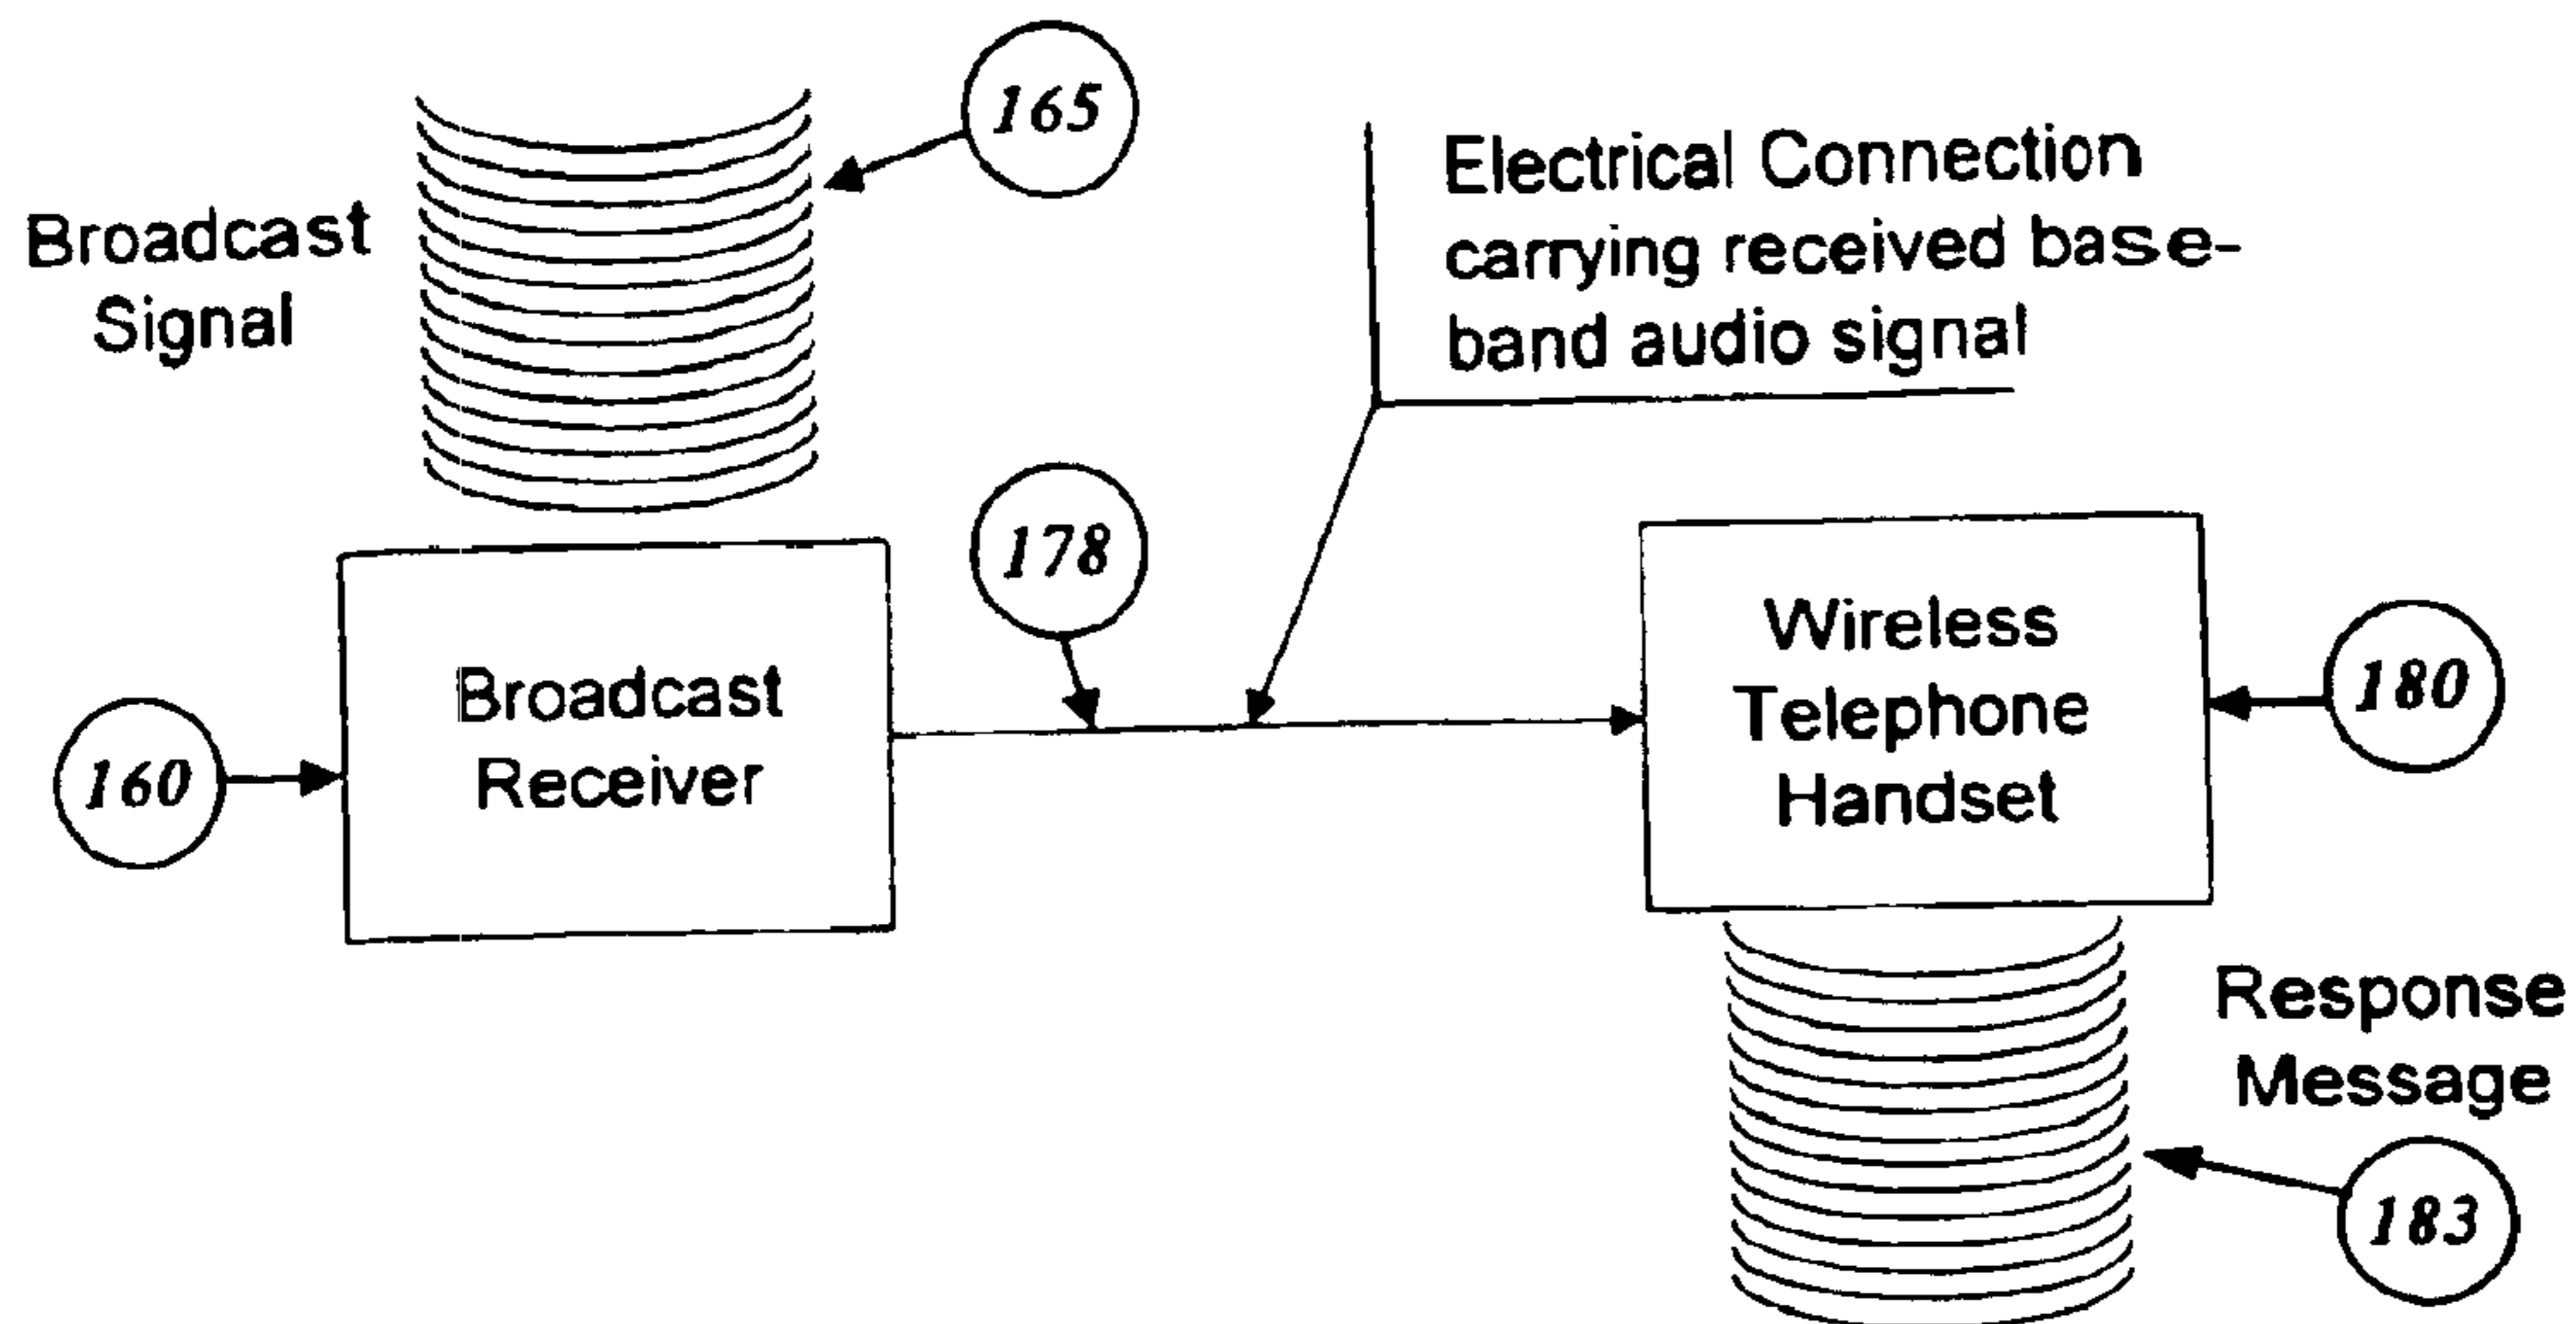 165
Broadcast
Signal
Electrical Connection
carrying received base-
band audio signal
178
160
Broadcast
Receiver
Wireless
Telephone
Handset
180
Response
Message
183